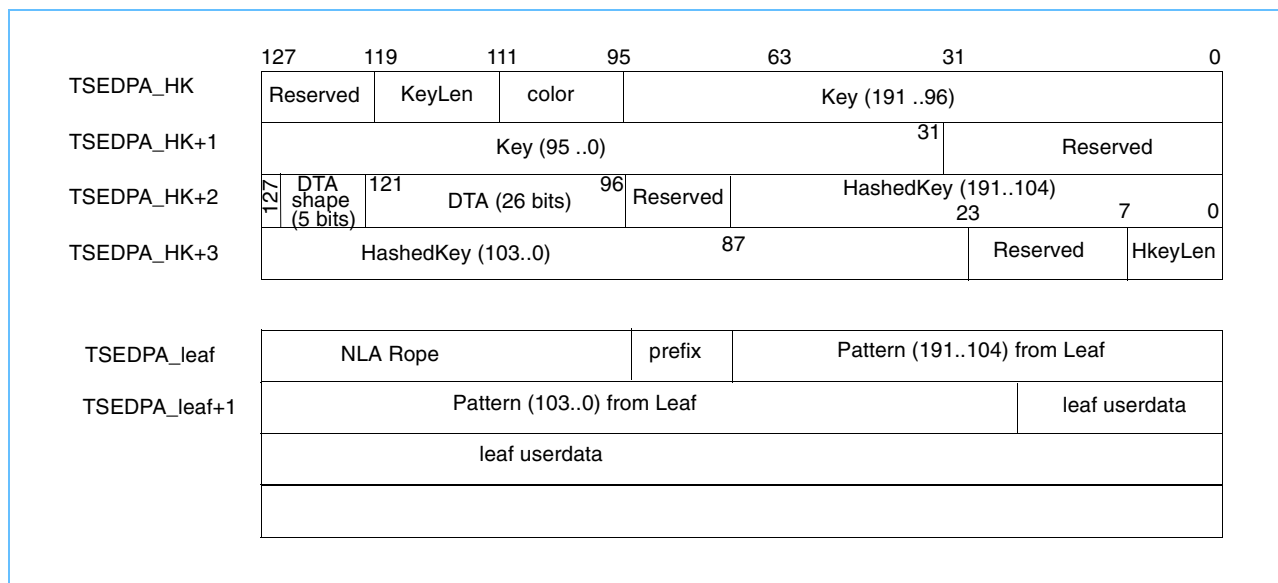 127 119 111 95 63 31 0
TSEDPA_HK Reserved KeyLen color Key (191 ..96)
TSEDPA_HK+1 Key (95 ..0) 31 Reserved
TSEDPA_HK+2 127 DTA shape (5 bits) 121 DTA (26 bits) 96 Reserved HashedKey (191..104)
23 7 0
TSEDPA_HK+3 HashedKey (103..0) 87 Reserved HkeyLen
TSEDPA_leaf NLA Rope prefix Pattern (191..104) from Leaf
TSEDPA_leaf+1 Pattern (103..0) from Leaf leaf userdata
leaf userdata